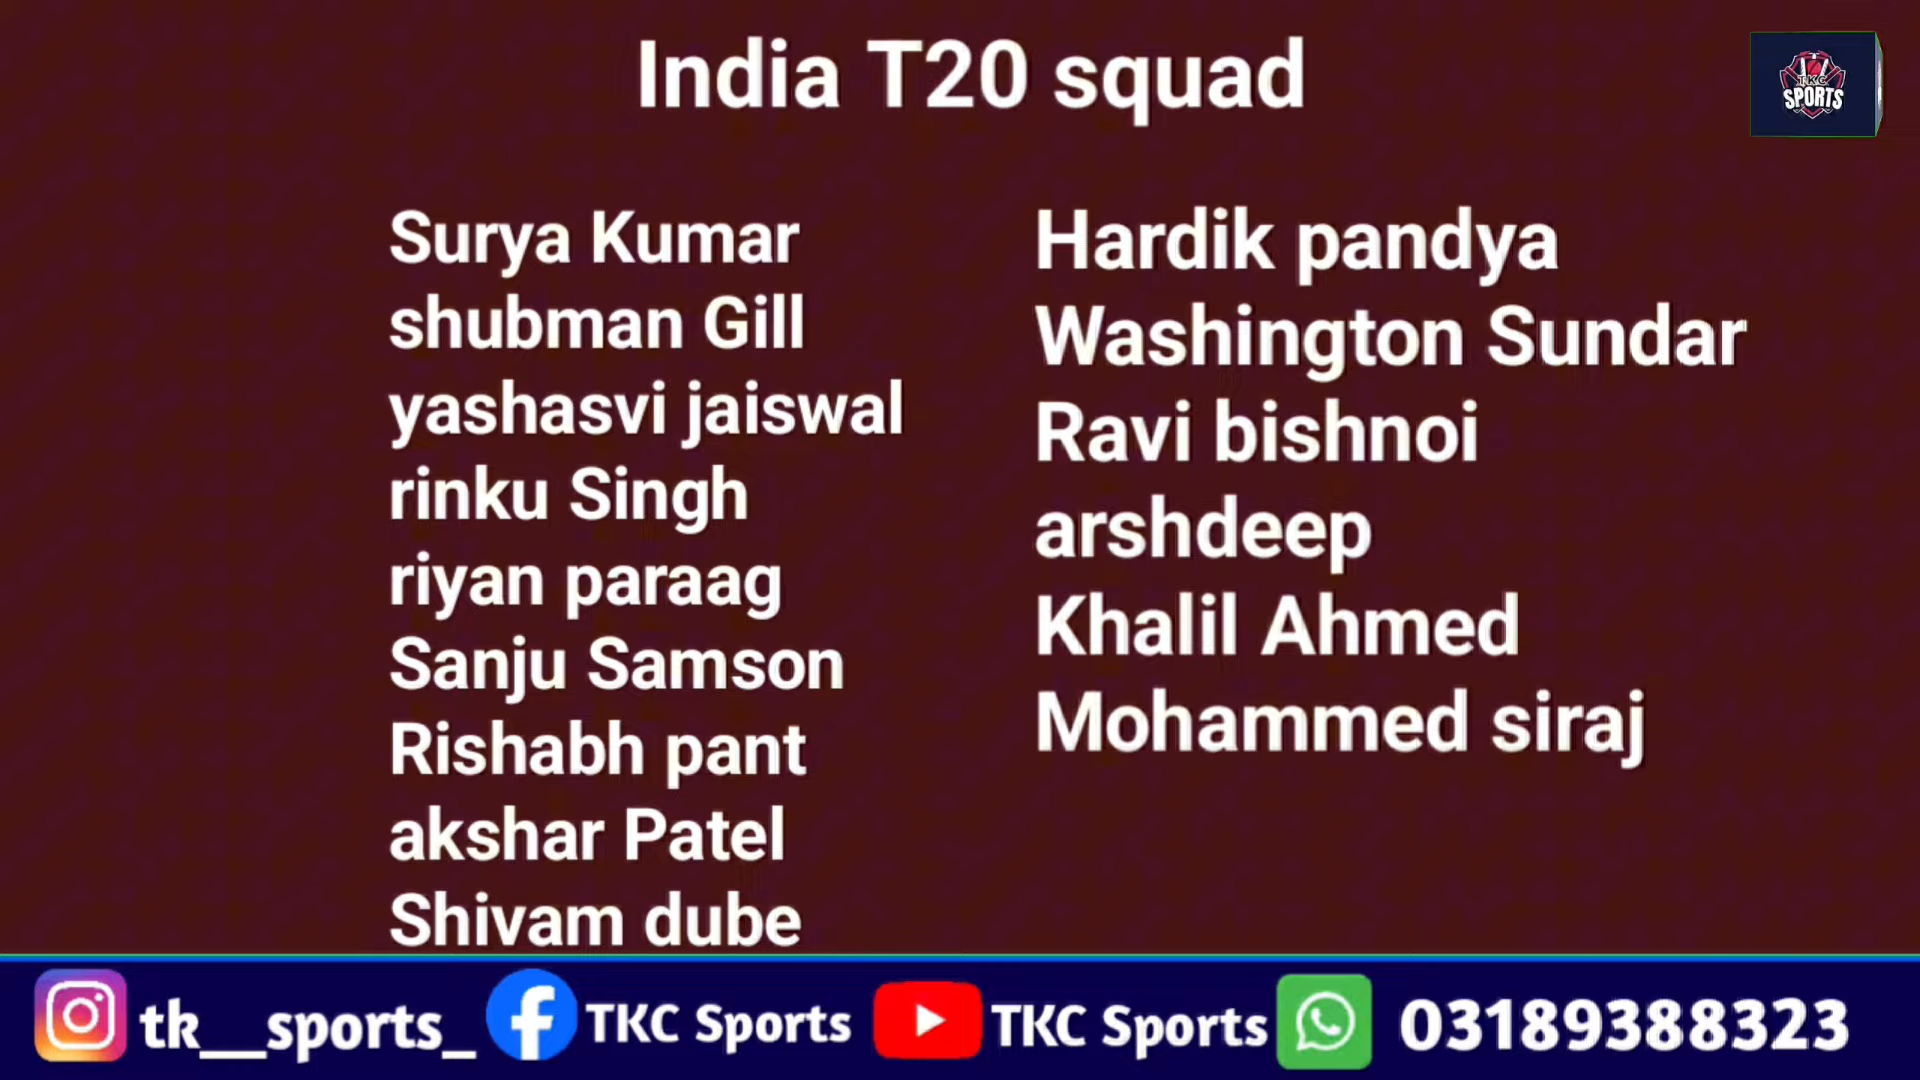 India T20 squad
TKC
SPORTS
Surya Kumar
shubman Gill
yashasvi jaiswal
rinku Singh
riyan paraag
Sanju Samson
Rishabh pant
akshar Patel
Shivam dube
Hardik pandya
Washington Sundar
Ravi bishnoi
arshdeep
Khalil Ahmed
Mohammed siraj
tk__sports_ TKC Sports TKC Sports 03189388323